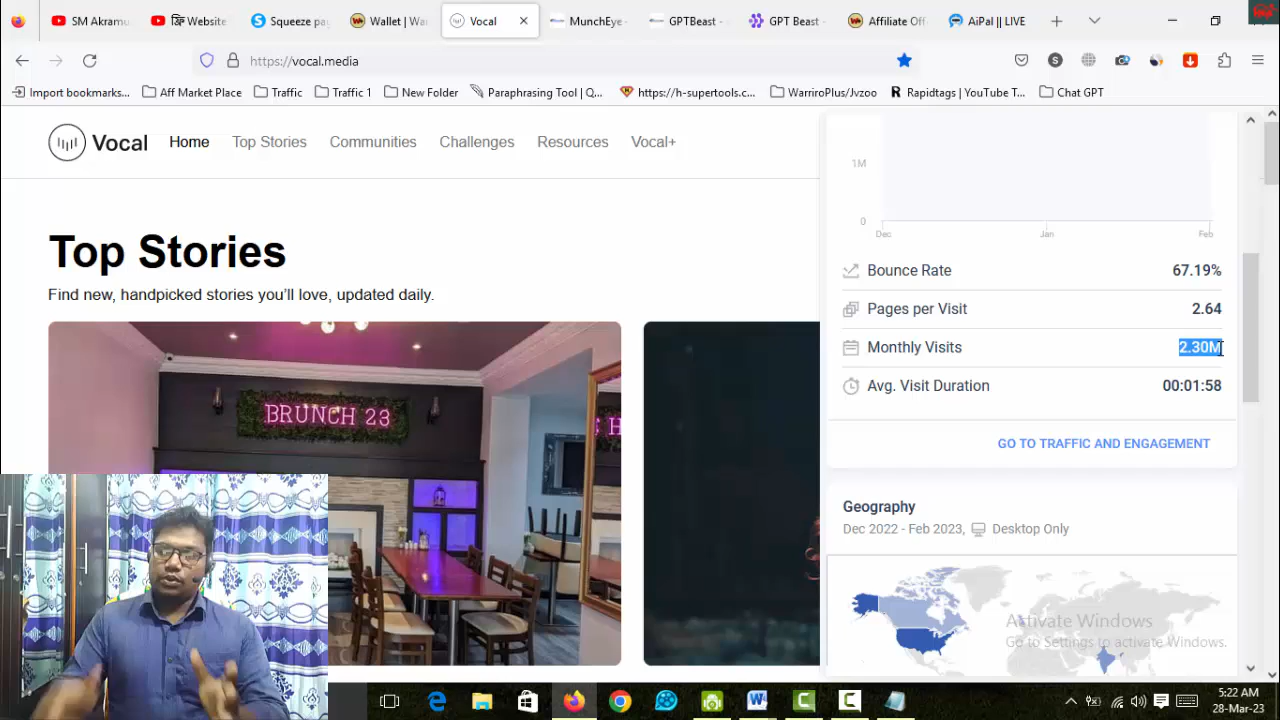 SM Akramu
কি Website
Squeeze pa
Wallet | Wa
Vocal
MunchEye -
GPTBeast -
GPT Beast -
Affiliate Off
AiPal || LIVE
https://vocal.media
Import bookmarks...
Aff Market Place
Traffic
Traffic 1
New Folder
Paraphrasing Tool | Q...
https://h-supertools.c...
WarriroPlus/Jvzoo
Rapidtags | YouTube T...
Chat GPT
Vocal
Home
Top Stories
Communities
Challenges
Resources
Vocal+
Top Stories
Find new, handpicked stories you'll love, updated daily.
BRUNCH 23
1M
0
Dec
Jan
Feb
Bounce Rate 67.19%
Pages per Visit 2.64
Monthly Visits 2.30M
Avg. Visit Duration 00:01:58
GO TO TRAFFIC AND ENGAGEMENT
Geography
Dec 2022 - Feb 2023, Desktop Only
Activate Windows
Go to Settings to activate Windows.
5:22 AM
28-Mar-23